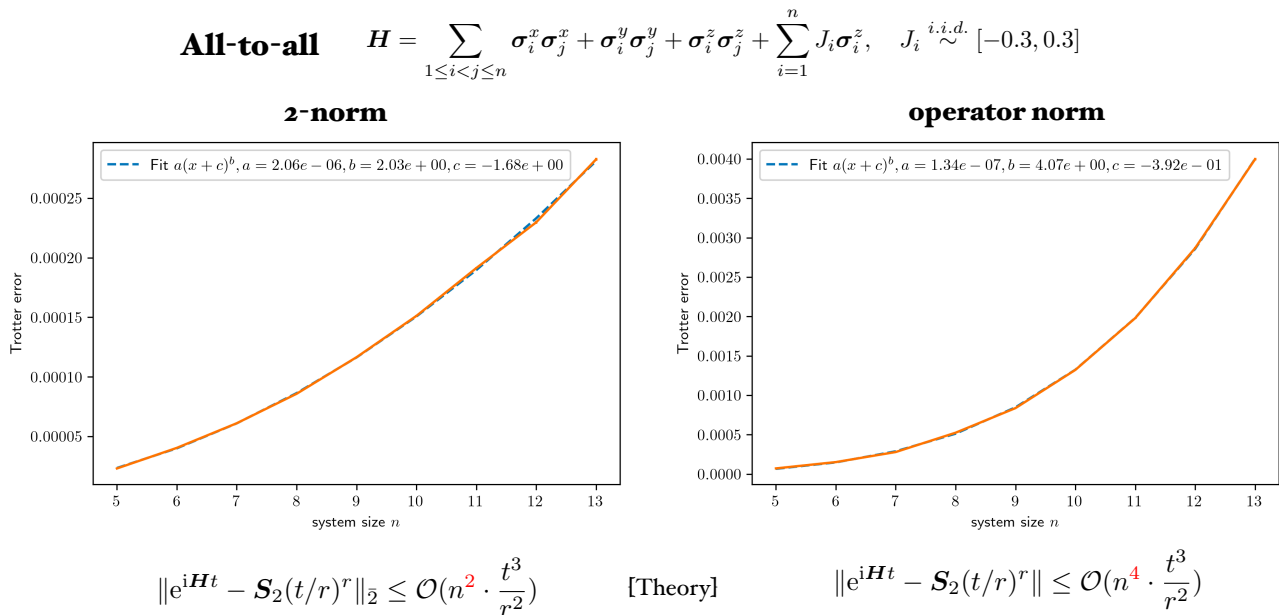 All-to-all H = ∑_{1≤i<j≤n} σ_i^x σ_j^x + σ_i^y σ_j^y + σ_i^z σ_j^z + ∑_{i=1}^{n} J_i σ_i^z, J_i \overset{i.i.d.}{∼} [−0.3, 0.3]
2-norm
Fit a(x + c)^b, a = 2.06e − 06, b = 2.03e + 00, c = −1.68e + 00
Trotter error
0.00025
0.00020
0.00015
0.00010
0.00005
5 6 7 8 9 10 11 12 13
system size n
operator norm
Fit a(x + c)^b, a = 1.34e − 07, b = 4.07e + 00, c = −3.92e − 01
Trotter error
0.0040
0.0035
0.0030
0.0025
0.0020
0.0015
0.0010
0.0005
0.0000
5 6 7 8 9 10 11 12 13
system size n
‖e^{iHt} − S_2(t/r)^r‖_{\bar{2}} ≤ O(n^2 · t^3/r^2) [Theory] ‖e^{iHt} − S_2(t/r)^r‖ ≤ O(n^4 · t^3/r^2)